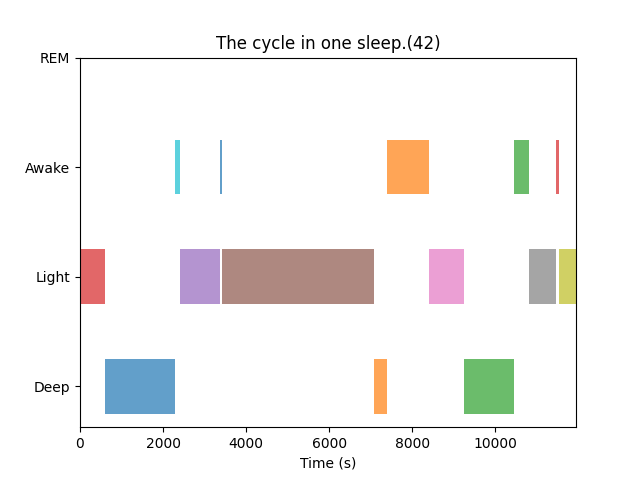 The cycle in one sleep.(42)
REM
Awake
Light
Deep
0 2000 4000 6000 8000 10000
Time (s)